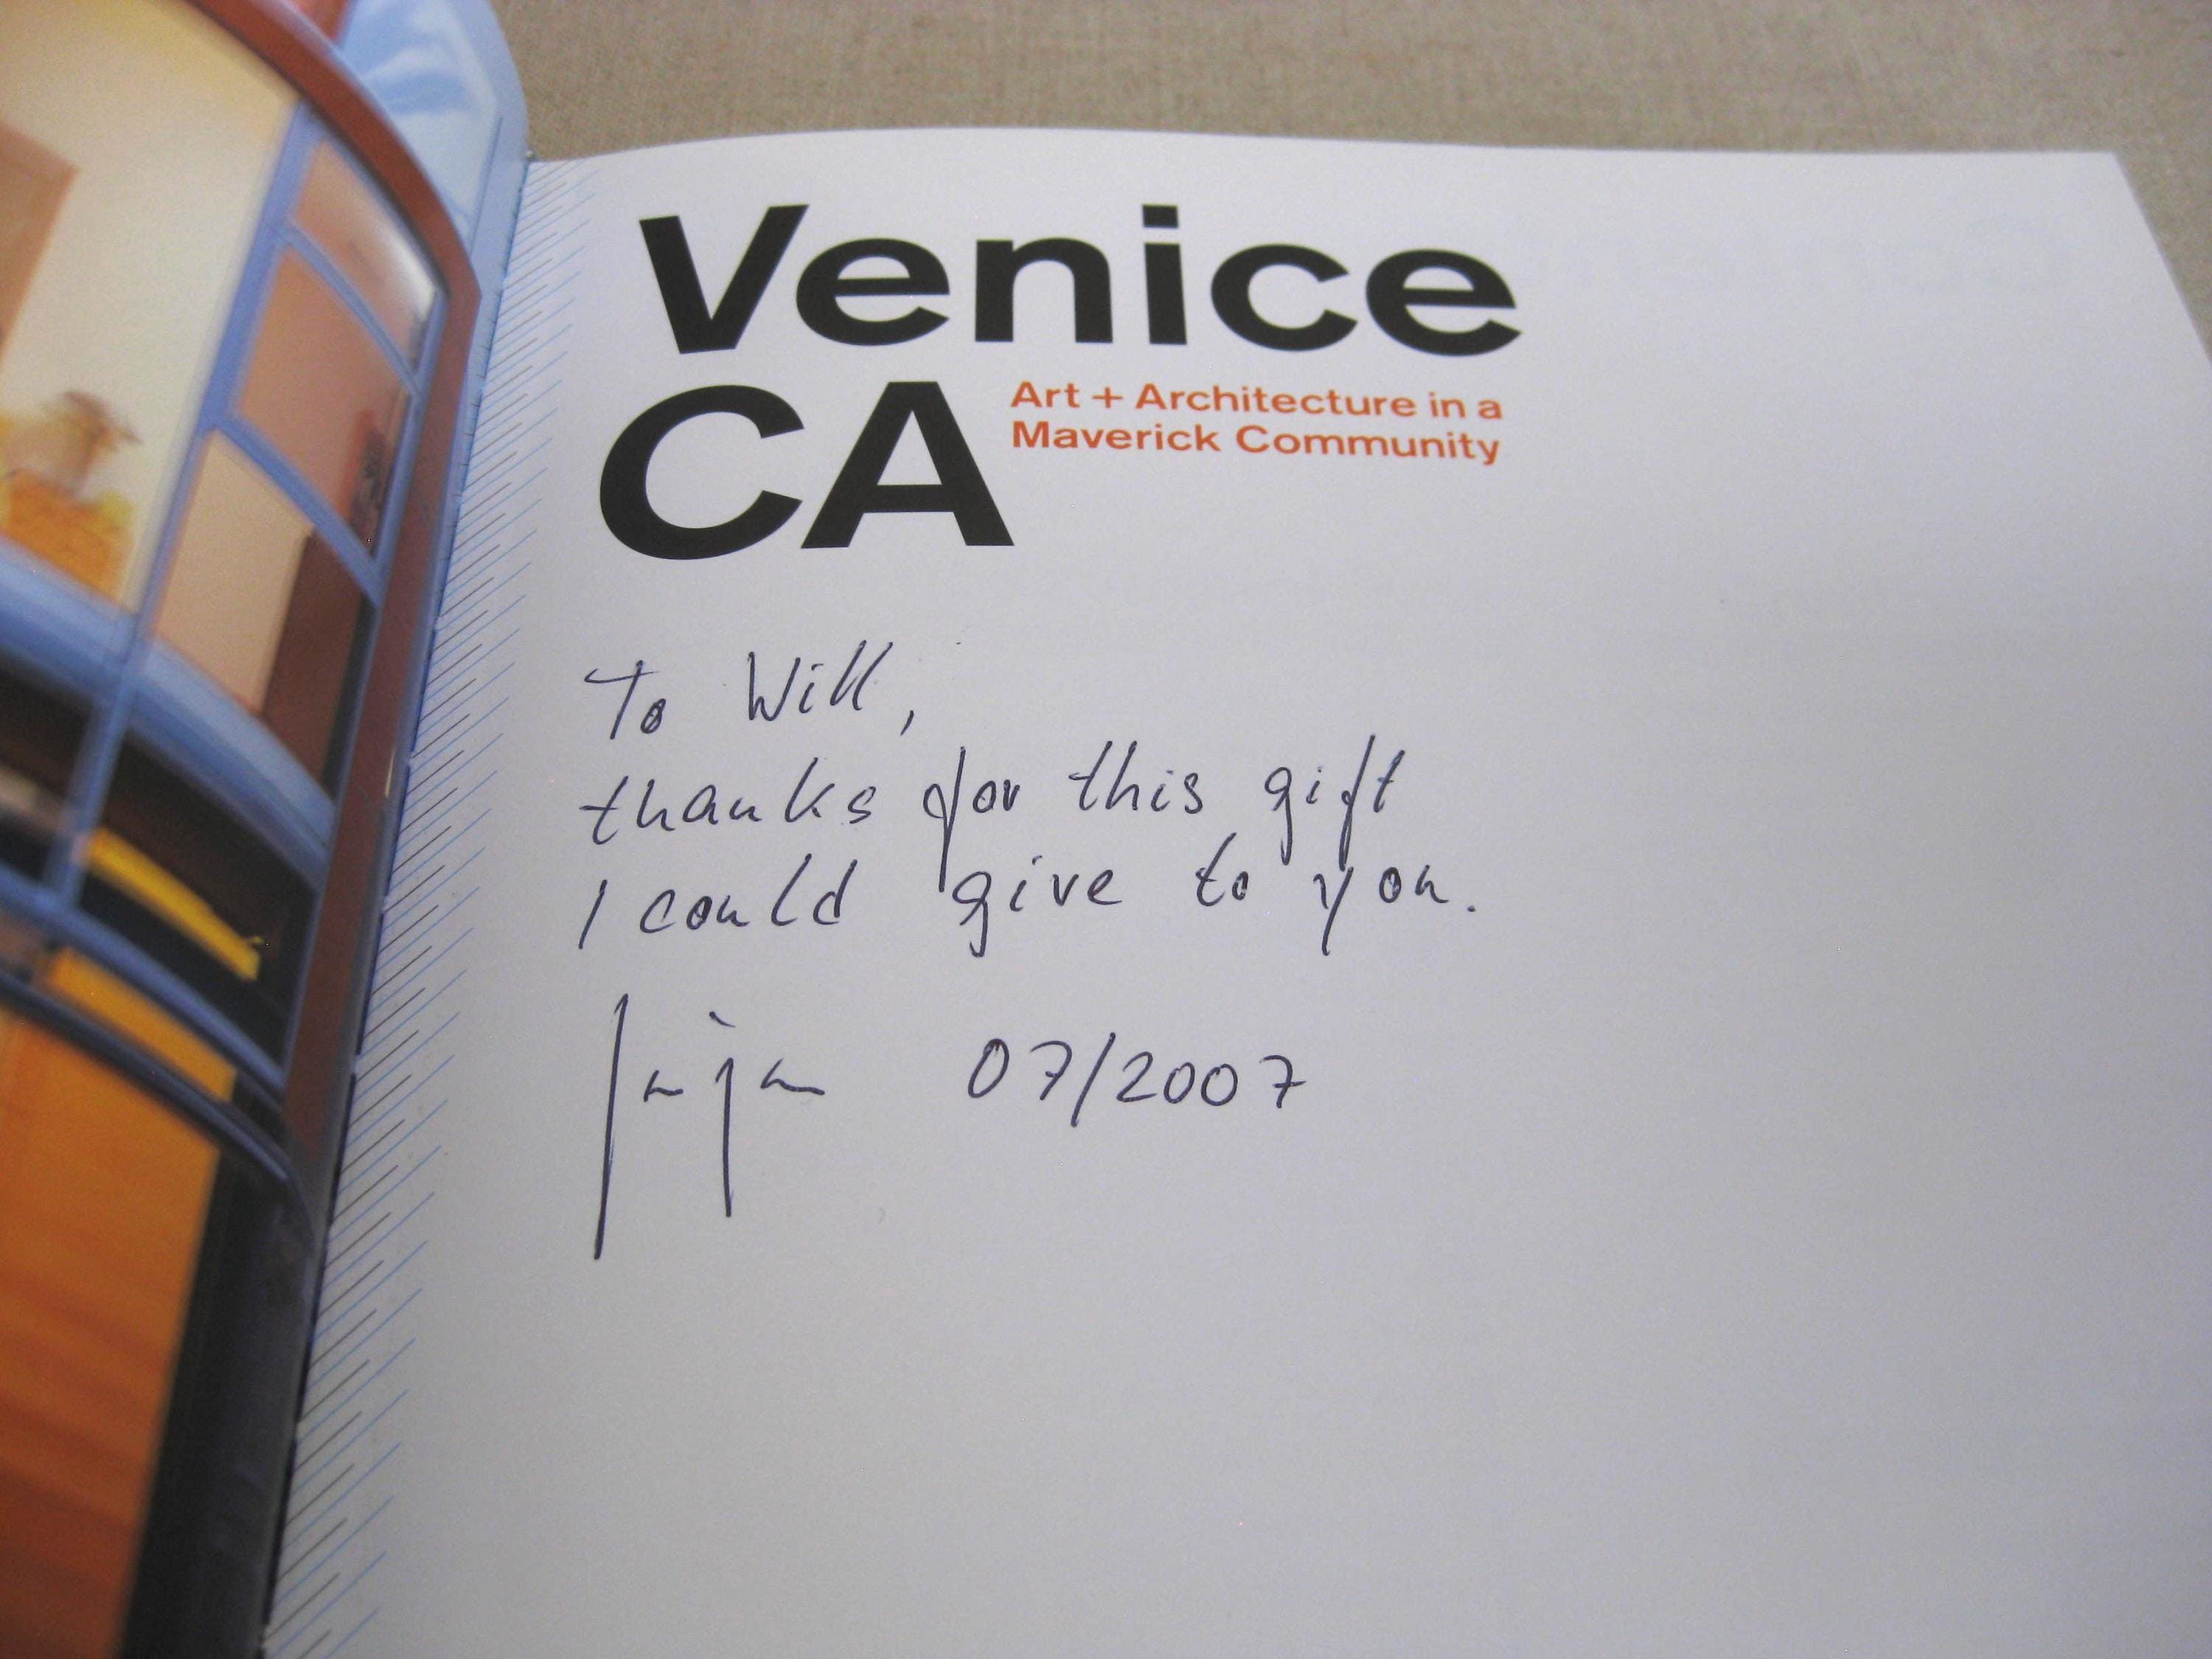 Venice
CA
Art + Architecture in a
Maverick Community
To Will,
thanks for this gift
I could give to you.
07/2007